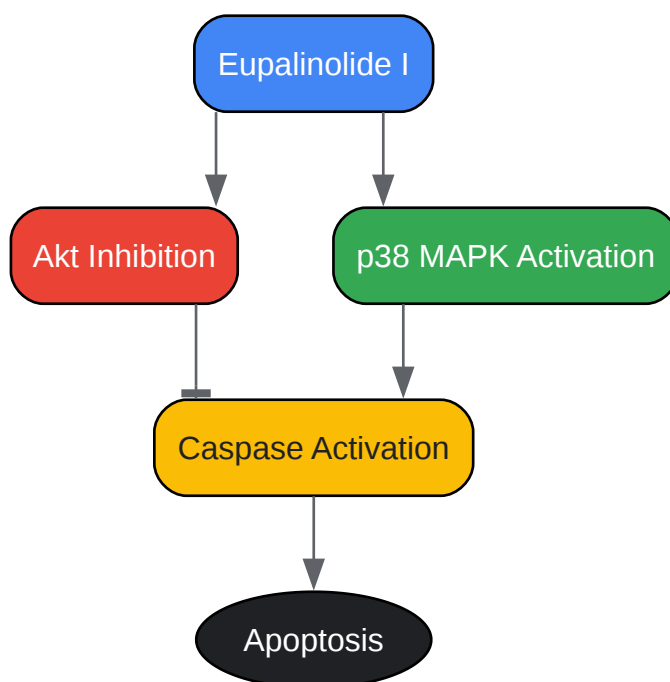 Eupalinolide I
Akt Inhibition
p38 MAPK Activation
Caspase Activation
Apoptosis